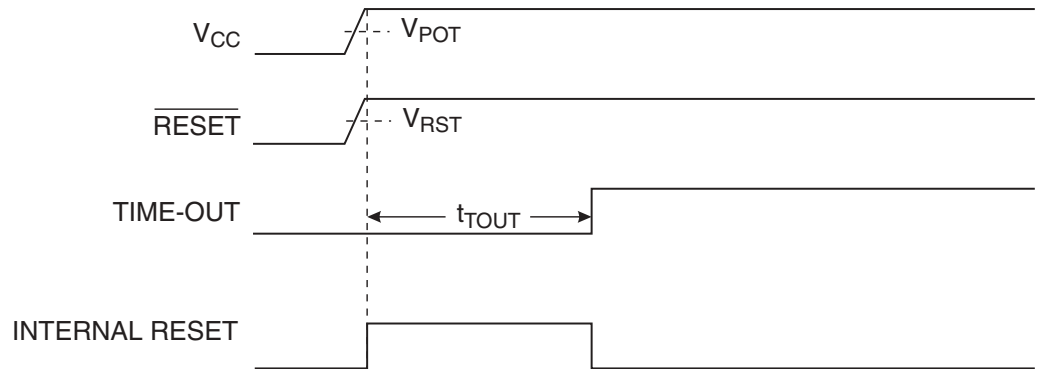 VCC
VPOT
RESET
VRST
TIME-OUT
tTOUT
INTERNAL RESET